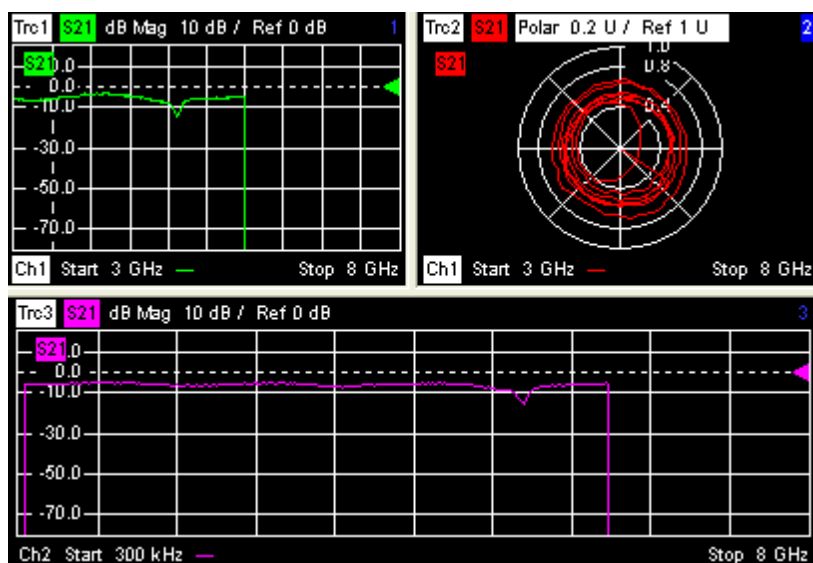 Trc1 S21 dB Mag 10 dB / Ref 0 dB 1
S21 0.0
0.0
-10.0
-30.0
-50.0
-70.0
Ch1 Start 3 GHz — Stop 8 GHz
Trc2 S21 Polar 0.2 U / Ref 1 U 2
S21
1.0
0.8
0.4
Ch1 Start 3 GHz — Stop 8 GHz
Trc3 S21 dB Mag 10 dB / Ref 0 dB 3
S21 .0
0.0
-10.0
-30.0
-50.0
-70.0
Ch2 Start 300 kHz — Stop 8 GHz